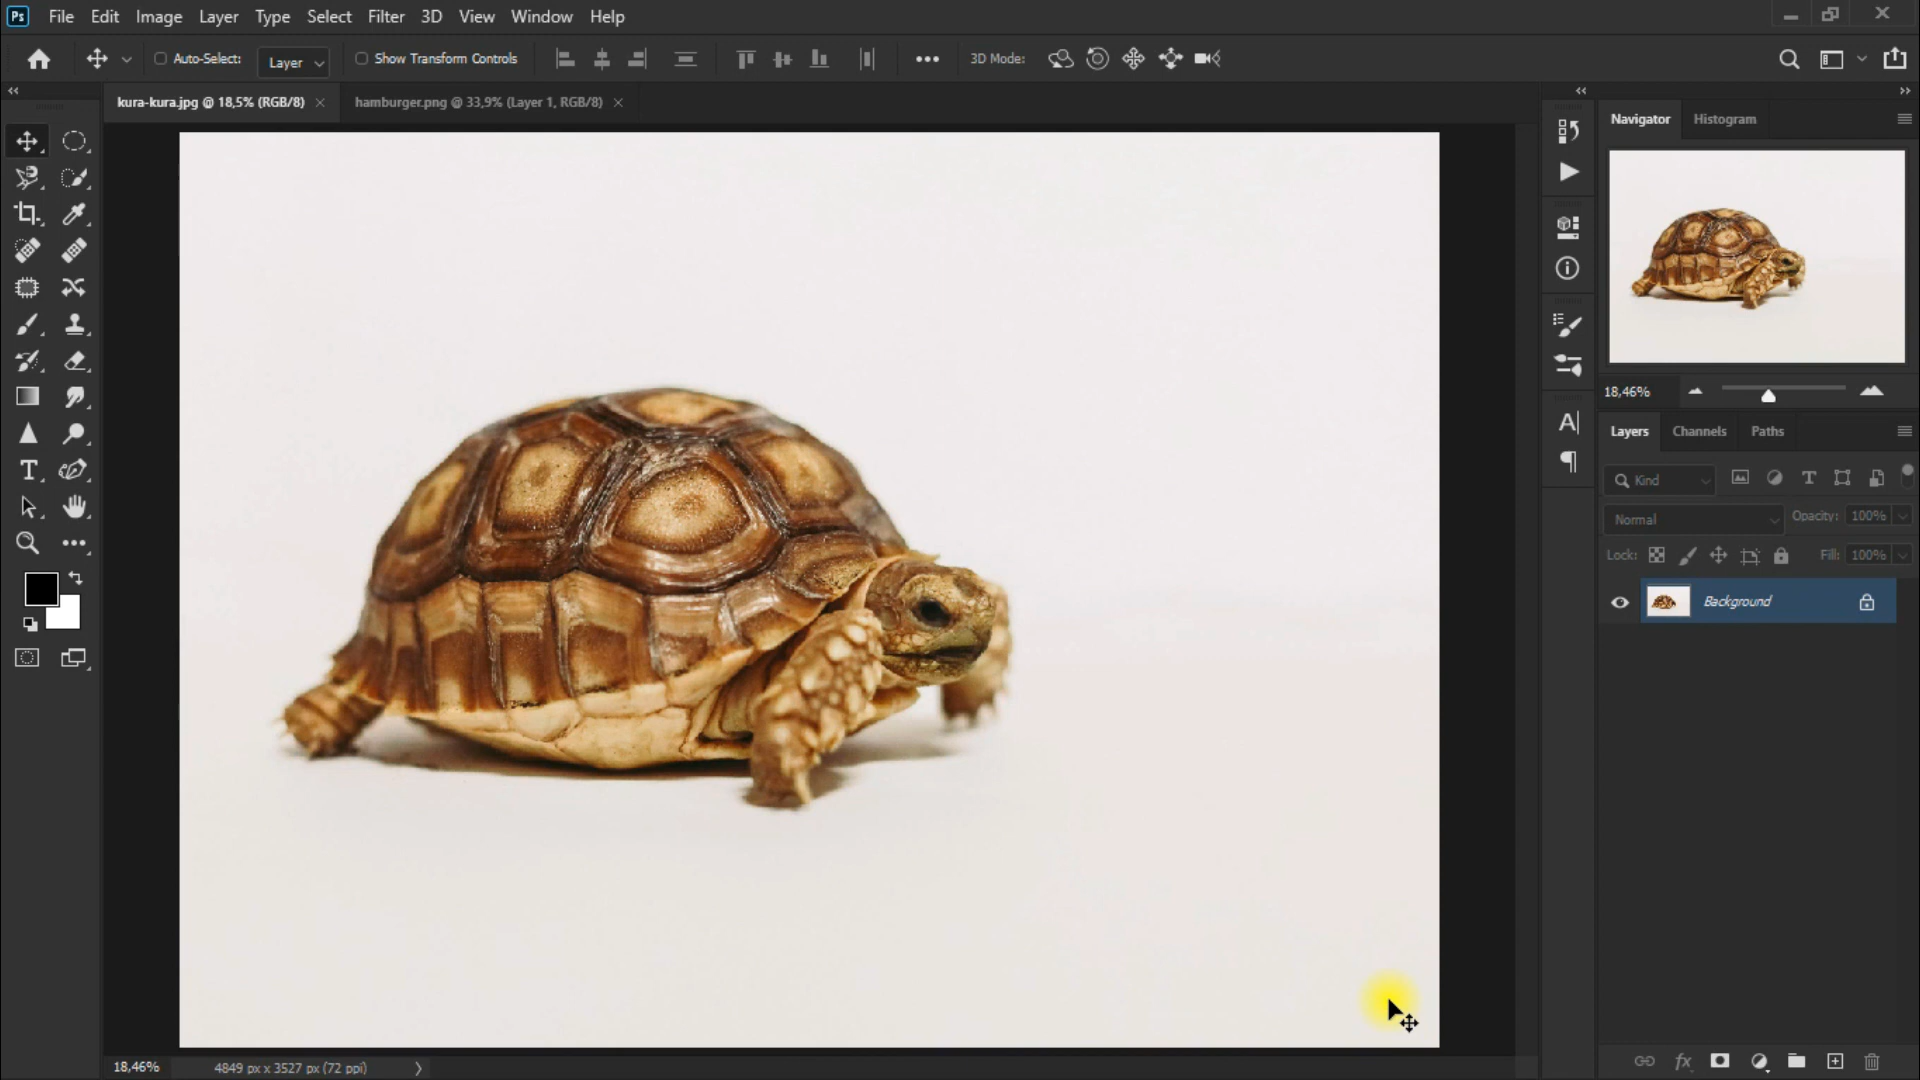 Ps File Edit Image Layer Type Select Filter 3D View Window Help
Auto-Select: Layer Show Transform Controls 3D Mode:
kura-kura.jpg @ 18,5% (RGB/8) hamburger.png @ 33,9% (Layer 1, RGB/8)
Navigator Histogram
18,46%
Layers Channels Paths
Kind
Normal Opacity: 100%
Lock: Fill: 100%
Background
18,46% 4849 px x 3527 px (72 ppi)